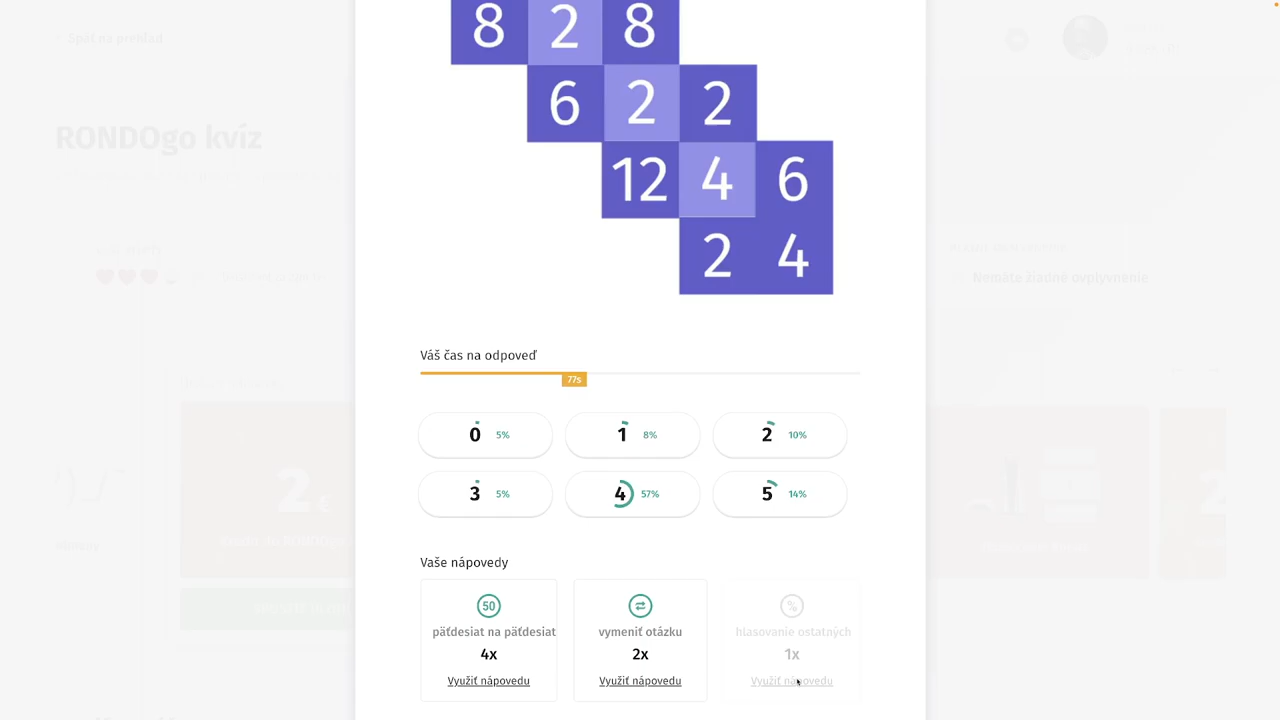 Späť na prehľad
8 2 8
6 2 2
RONDOgo kvíz
12 4 6
2 4
Nemáte žiadne ovplyvnenie
Váš čas na odpoveď
77s
0 5%
1 8%
2 10%
3 5%
4 57%
5 14%
2 €
Vaše nápovedy
50
päťdesiat na päťdesiat
4x
Využiť nápovedu
vymeniť otázku
2x
Využiť nápovedu
%
hlasovanie ostatných
1x
Využiť nápovedu